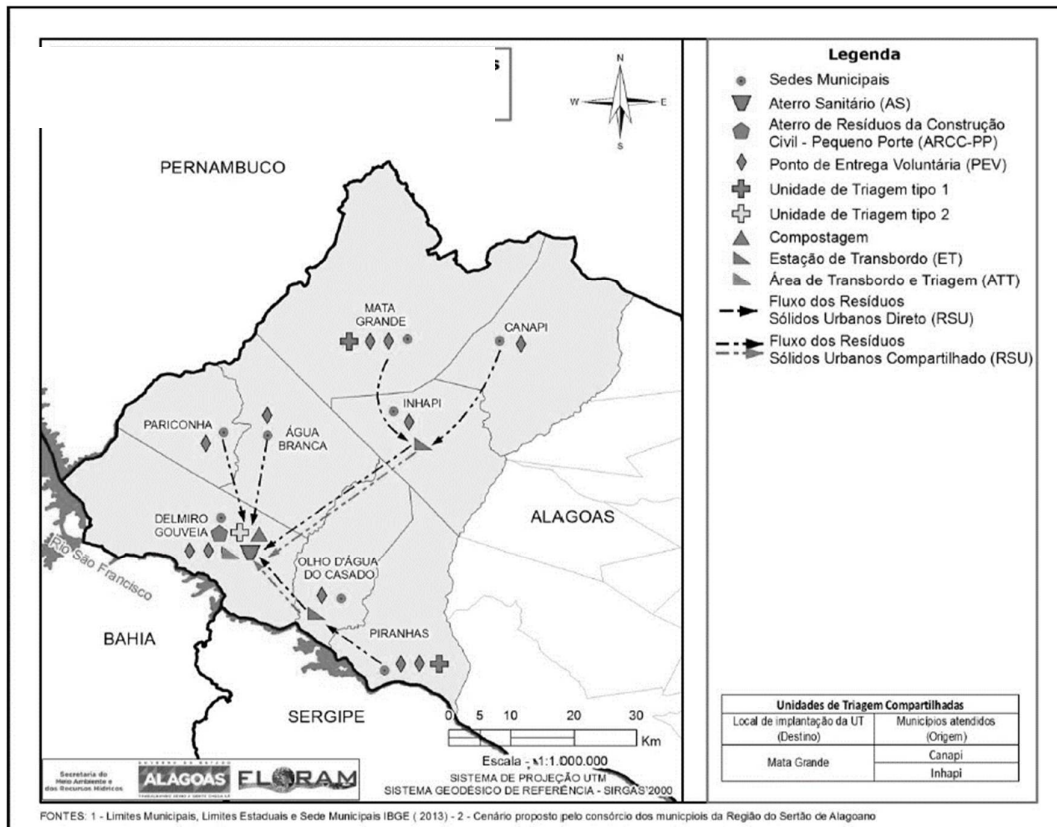 s
N
W
E
S
PERNAMBUCO
MATA
GRANDE
CANAPI
INHAPI
PARICONHA
ÁGUA
BRANCA
DELMIRO
GOUVEIA
OLHO D'ÁGUA
DO CASADO
ALAGOAS
Rio São Francisco
PIRANHAS
BAHIA
SERGIPE
0 5 10 20 30
Km
Escala - 1:1.000.000
SISTEMA DE PROJEÇÃO UTM
SISTEMA GEODÉSICO DE REFERÊNCIA - SIRGAS 2000
Secretaria do
Meio Ambiente e
dos Recursos Hídricos
GOVERNO DO ESTADO
ALAGOAS
FLORAM
Legenda
Sedes Municipais
Aterro Sanitário (AS)
Aterro de Resíduos da Construção
Civil - Pequeno Porte (ARCC-PP)
Ponto de Entrega Voluntária (PEV)
Unidade de Triagem tipo 1
Unidade de Triagem tipo 2
Compostagem
Estação de Transbordo (ET)
Área de Transbordo e Triagem (ATT)
Fluxo dos Resíduos
Sólidos Urbanos Direto (RSU)
Fluxo dos Resíduos
Sólidos Urbanos Compartilhado (RSU)
Unidades de Triagem Compartilhadas
Local de implantação da UT
(Destino)
Municípios atendidos
(Origem)
Mata Grande
Canapi
Inhapi
FONTES: 1 - Limites Municipais, Limites Estaduais e Sede Municipais IBGE ( 2013) - 2 - Cenário proposto pelo consórcio dos municpiois da Região do Sertão de Alagoano